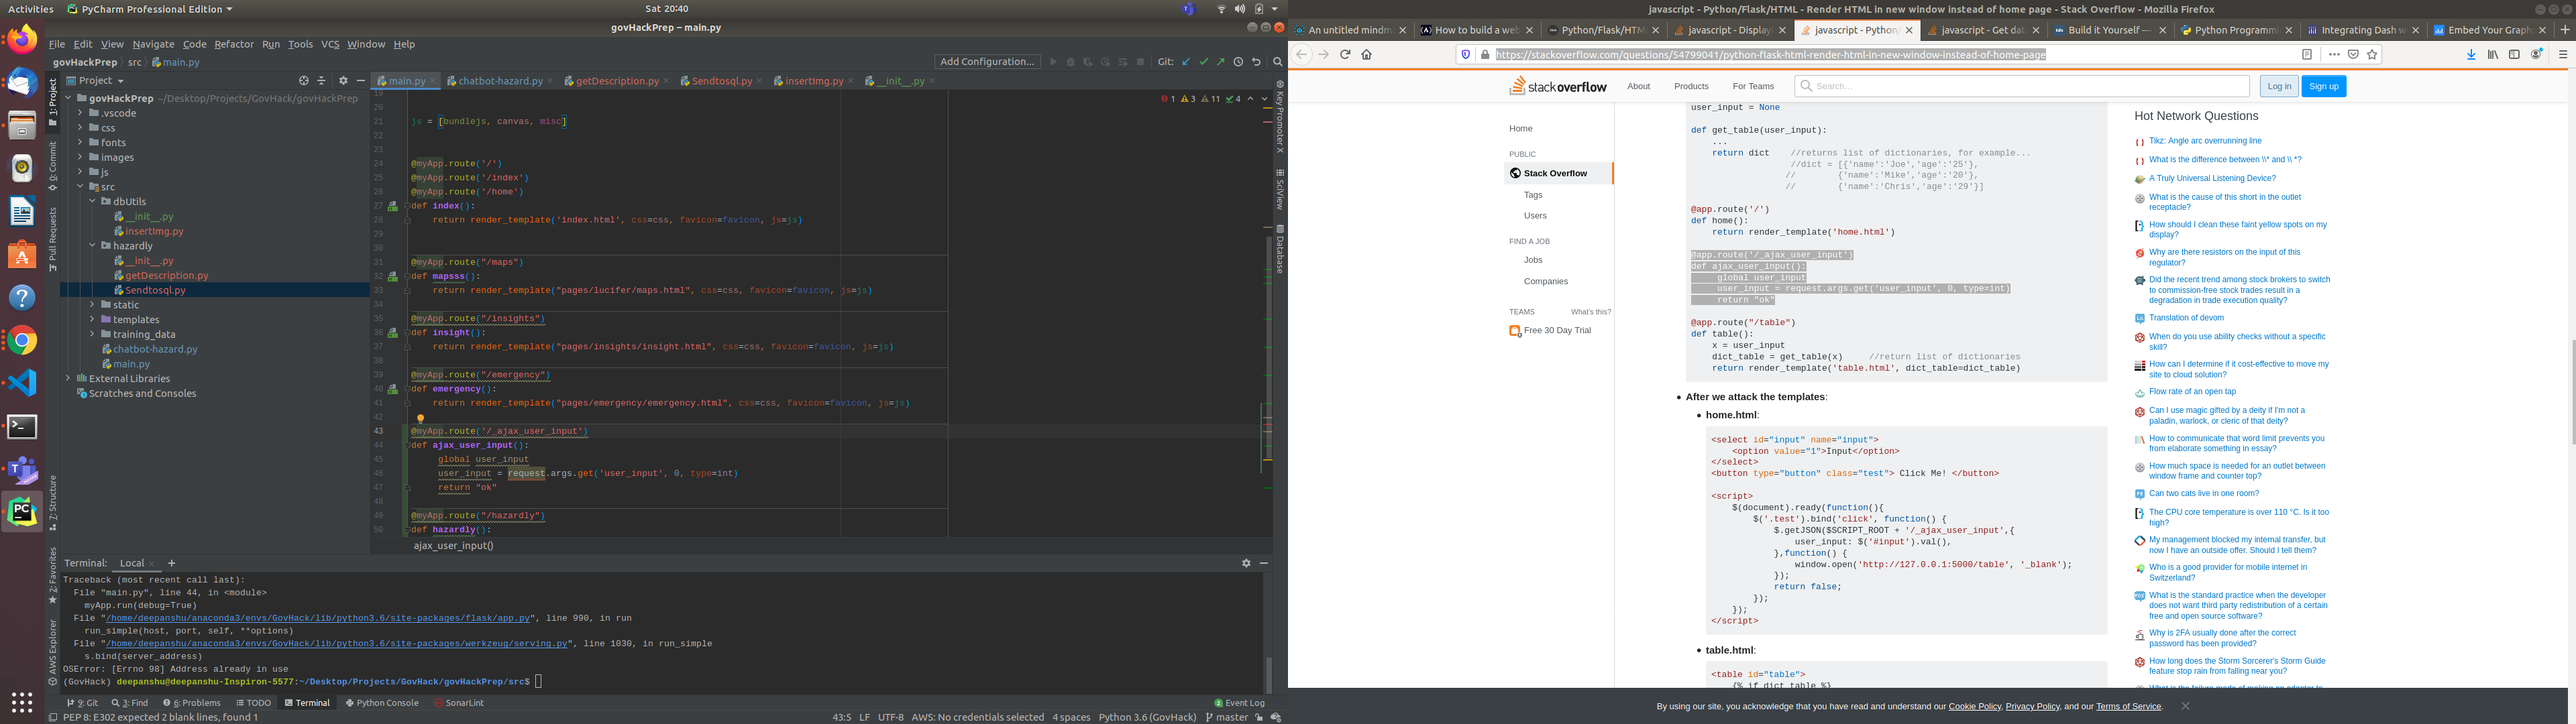 Activities PyCharm Professional Edition Sat 20:40
govHackPrep – main.py
File Edit View Navigate Code Refactor Run Tools VCS Window Help
govHackPrep src main.py Add Configuration... Git:
Project
main.py chatbot-hazard.py getDescription.py Sendtosql.py insertImg.py __init__.py
1 3 11 4
govHackPrep ~/Desktop/Projects/GovHack/govHackPrep
.vscode
css
fonts
images
js
src
dbUtils
__init__.py
insertImg.py
hazardly
__init__.py
getDescription.py
Sendtosql.py
static
templates
training_data
chatbot-hazard.py
main.py
External Libraries
Scratches and Consoles
1: Project
0: Commit
Pull Requests
7: Structure
2: Favorites
AWS Explorer
Key Promoter X
SciView
Database
19
20
21 js = [bundlejs, canvas, misc]
22
23
24 @myApp.route('/')
25 @myApp.route('/index')
26 @myApp.route('/home')
27 def index():
28 return render_template('index.html', css=css, favicon=favicon, js=js)
29
30
31 @myApp.route("/maps")
32 def mapsss():
33 return render_template("pages/lucifer/maps.html", css=css, favicon=favicon, js=js)
34
35 @myApp.route("/insights")
36 def insight():
37 return render_template("pages/insights/insight.html", css=css, favicon=favicon, js=js)
38
39 @myApp.route("/emergency")
40 def emergency():
41 return render_template("pages/emergency/emergency.html", css=css, favicon=favicon, js=js)
42
43 @myApp.route('/_ajax_user_input')
44 def ajax_user_input():
45 global user_input
46 user_input = request.args.get('user_input', 0, type=int)
47 return "ok"
48
49 @myApp.route("/hazardly")
50 def hazardly():
ajax_user_input()
Terminal: Local
Traceback (most recent call last):
File "main.py", line 44, in <module>
myApp.run(debug=True)
File "/home/deepanshu/anaconda3/envs/GovHack/lib/python3.6/site-packages/flask/app.py", line 990, in run
run_simple(host, port, self, **options)
File "/home/deepanshu/anaconda3/envs/GovHack/lib/python3.6/site-packages/werkzeug/serving.py", line 1030, in run_simple
s.bind(server_address)
OSError: [Errno 98] Address already in use
(GovHack) deepanshu@deepanshu-Inspiron-5577:~/Desktop/Projects/GovHack/govHackPrep/src$
9: Git 3: Find 6: Problems TODO Terminal Python Console SonarLint 2 Event Log
PEP 8: E302 expected 2 blank lines, found 1 43:5 LF UTF-8 AWS: No credentials selected 4 spaces Python 3.6 (GovHack) master
javascript - Python/Flask/HTML - Render HTML in new window instead of home page - Stack Overflow - Mozilla Firefox
An untitled mindma How to build a web Python/Flask/HTM javascript - Display javascript - Python/ javascript - Get dat Build it Yourself — Python Programmi Integrating Dash w Embed Your Graph
https://stackoverflow.com/questions/54799041/python-flask-html-render-html-in-new-window-instead-of-home-page
stackoverflow About Products For Teams Search… Log in Sign up
Home
PUBLIC
Stack Overflow
Tags
Users
FIND A JOB
Jobs
Companies
TEAMS What's this?
Free 30 Day Trial
user_input = None
def get_table(user_input):
...
return dict //returns list of dictionaries, for example...
//dict = [{'name':'Joe','age':'25'},
// {'name':'Mike','age':'20'},
// {'name':'Chris','age':'29'}]
@app.route('/')
def home():
return render_template('home.html')
@app.route('/_ajax_user_input')
def ajax_user_input():
global user_input
user_input = request.args.get('user_input', 0, type=int)
return "ok"
@app.route("/table")
def table():
x = user_input
dict_table = get_table(x) //return list of dictionaries
return render_template('table.html', dict_table=dict_table)
After we attack the templates:
home.html:
<select id="input" name="input">
<option value="1">Input</option>
</select>
<button type="button" class="test"> Click Me! </button>
<script>
$(document).ready(function(){
$('.test').bind('click', function() {
$.getJSON($SCRIPT_ROOT + '/_ajax_user_input',{
user_input: $('#input').val(),
},function() {
window.open('http://127.0.0.1:5000/table', '_blank');
});
return false;
});
});
</script>
table.html:
<table id="table">
{% if dict_table %}
Hot Network Questions
Tikz: Angle arc overrunning line
What is the difference between \\* and \\ *?
A Truly Universal Listening Device?
What is the cause of this short in the outlet
receptacle?
How should I clean these faint yellow spots on my
display?
Why are there resistors on the input of this
regulator?
Did the recent trend among stock brokers to switch
to commission-free stock trades result in a
degradation in trade execution quality?
Translation of devom
When do you use ability checks without a specific
skill?
How can I determine if it cost-effective to move my
site to cloud solution?
Flow rate of an open tap
Can I use magic gifted by a deity if I'm not a
paladin, warlock, or cleric of that deity?
How to communicate that word limit prevents you
from elaborate something in essay?
How much space is needed for an outlet between
window frame and counter top?
Can two cats live in one room?
The CPU core temperature is over 110 °C. Is it too
high?
My management blocked my internal transfer, but
now I have an outside offer. Should I tell them?
Who is a good provider for mobile internet in
Switzerland?
What is the standard practice when the developer
does not want third party redistribution of a certain
free and open source software?
Why is 2FA usually done after the correct
password has been provided?
How long does the Storm Sorcerer's Storm Guide
feature stop rain from falling near you?
By using our site, you acknowledge that you have read and understand our Cookie Policy, Privacy Policy, and our Terms of Service.